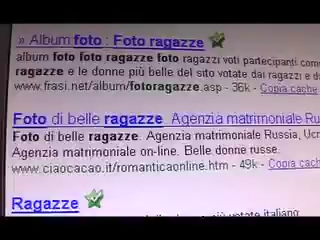 » Album foto : Foto ragazze
album foto foto ragazze foto ragazzi voti partecipanti com
ragazze e le donne più belle del sito votate dai ragazzi e d
www.frasi.net/album/fotoragazze.asp - 36k - Copia cache
Foto di belle ragazze Agenzia matrimoniale Ru
Foto di belle ragazze. Agenzia matrimoniale Russia, Ucr
Agenzia matrimoniale on-line. Belle donne russe.
www.ciaocacao.it/romanticaonline.htm - 49k - Copia cach
Ragazze
votate italiano